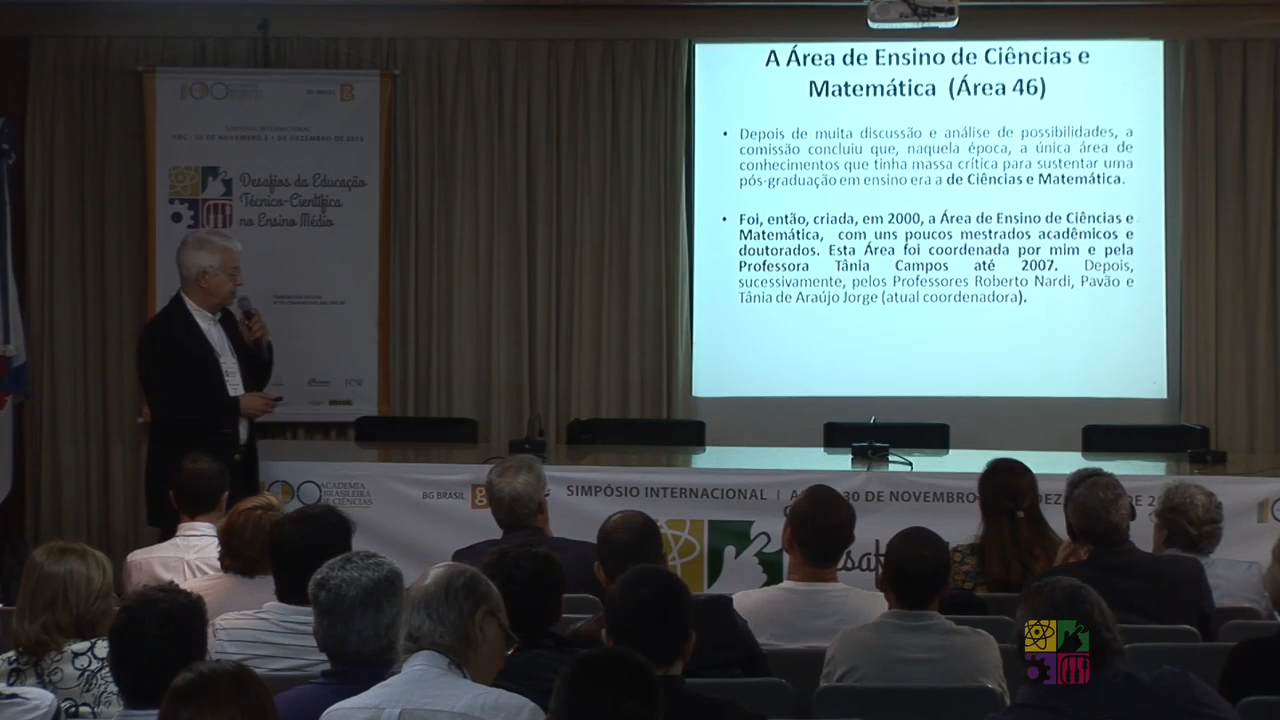 A Área de Ensino de Ciências e
Matemática (Área 46)
• Depois de muita discussão e análise de possibilidades, a
comissão concluiu que, naquela época, a única área de
conhecimentos que tinha massa crítica para sustentar uma
pós-graduação em ensino era a de Ciências e Matemática.
• Foi, então, criada, em 2000, a Área de Ensino de Ciências e
Matemática, com uns poucos mestrados acadêmicos e
doutorados. Esta Área foi coordenada por mim e pela
Professora Tânia Campos até 2007. Depois,
sucessivamente, pelos Professores Roberto Nardi, Pavão e
Tânia de Araújo Jorge (atual coordenadora).
BG BRASIL
SIMPÓSIO INTERNACIONAL
Desafios da Educação
Técnico-Científica
no Ensino Médio
ACADEMIA
BRASILEIRA
DE CIÊNCIAS
BG BRASIL
SIMPÓSIO INTERNACIONAL | 30 DE NOVEMBRO